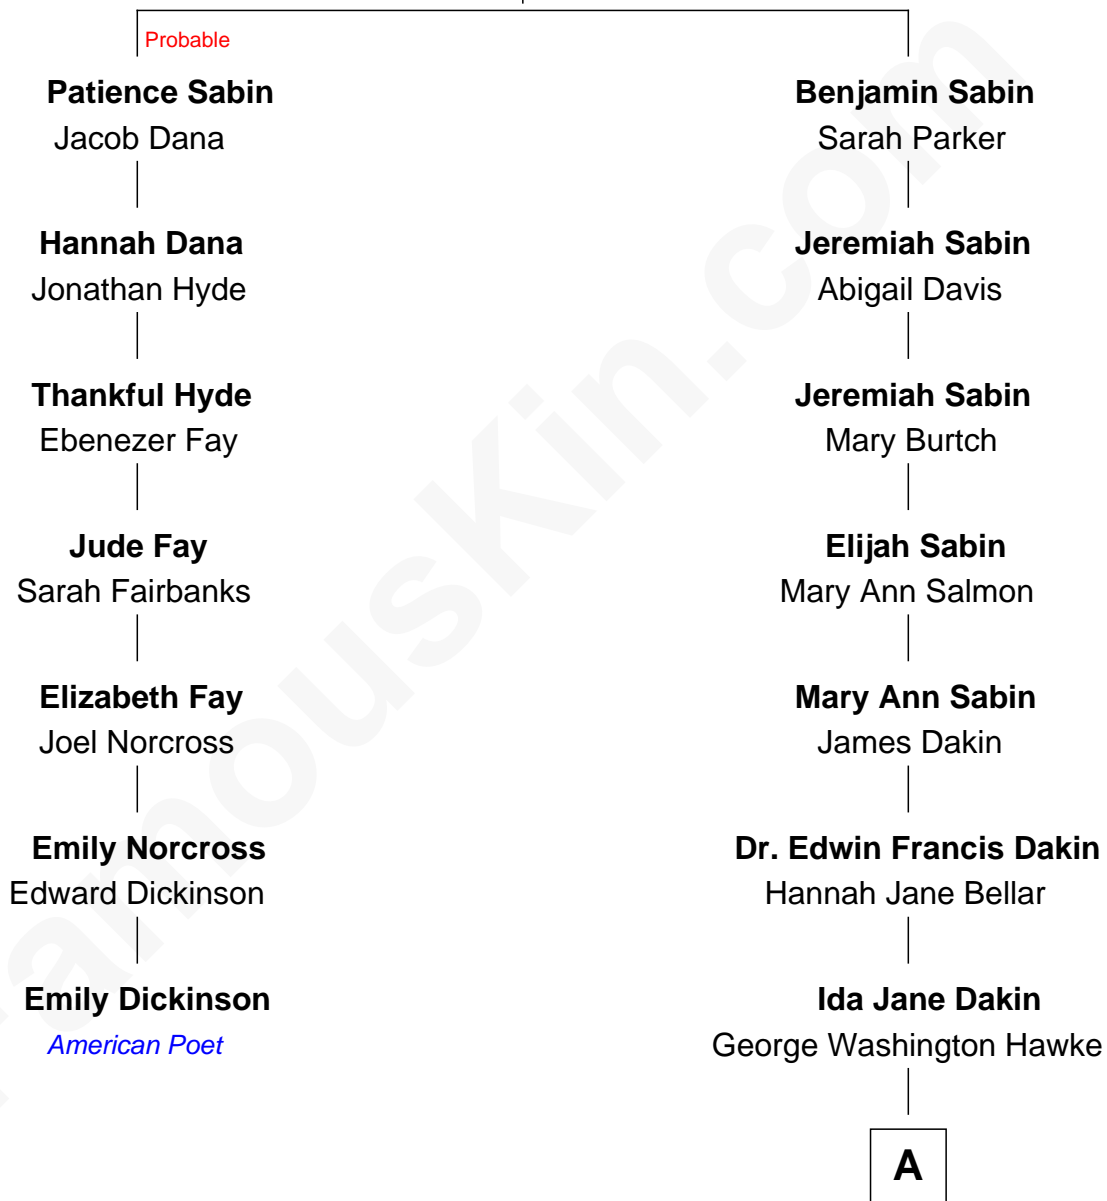 Probable
Patience Sabin
Jacob Dana
Benjamin Sabin
Sarah Parker
Hannah Dana
Jonathan Hyde
Jeremiah Sabin
Abigail Davis
Thankful Hyde
Ebenezer Fay
Jeremiah Sabin
Mary Burtch
Jude Fay
Sarah Fairbanks
Elijah Sabin
Mary Ann Salmon
Elizabeth Fay
Joel Norcross
Mary Ann Sabin
James Dakin
Emily Norcross
Edward Dickinson
Dr. Edwin Francis Dakin
Hannah Jane Bellar
Emily Dickinson
American Poet
Ida Jane Dakin
George Washington Hawke
A
FamousKin.com